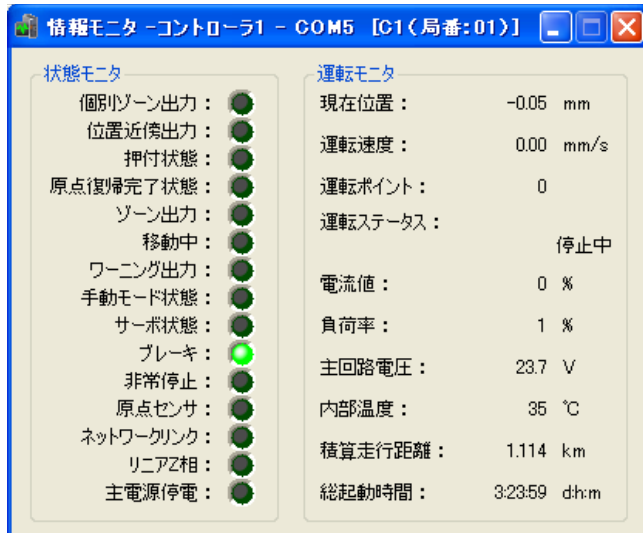 情報モニタ -コントローラ1 - COM5 [C1(局番:01)]
状態モニタ
個別ゾーン出力：
位置近傍出力：
押付状態：
原点復帰完了状態：
ゾーン出力：
移動中：
ワーニング出力：
手動モード状態：
サーボ状態：
ブレーキ：
非常停止：
原点センサ：
ネットワークリンク：
リニアZ相：
主電源停電：
運転モニタ
現在位置： -0.05 mm
運転速度： 0.00 mm/s
運転ポイント： 0
運転ステータス：
停止中
電流値： 0 %
負荷率： 1 %
主回路電圧： 23.7 V
内部温度： 35 ℃
積算走行距離： 1.114 km
総起動時間： 3:23:59 d:h:m